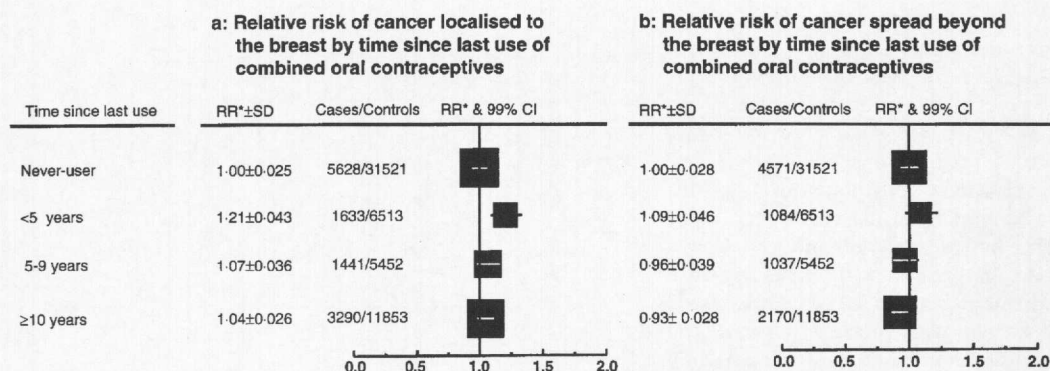 a: Relative risk of cancer localised to
the breast by time since last use of
combined oral contraceptives
b: Relative risk of cancer spread beyond
the breast by time since last use of
combined oral contraceptives
Time since last use RR*±SD Cases/Controls RR* & 99% CI RR*±SD Cases/Controls RR* & 99% CI
Never-user 1·00±0·025 5628/31521 1·00±0·028 4571/31521
<5 years 1·21±0·043 1633/6513 1·09±0·046 1084/6513
5-9 years 1·07±0·036 1441/5452 0·96±0·039 1037/5452
≥10 years 1·04±0·026 3290/11853 0·93± 0·028 2170/11853
0.0 0.5 1.0 1.5 2.0 0.0 0.5 1.0 1.5 2.0